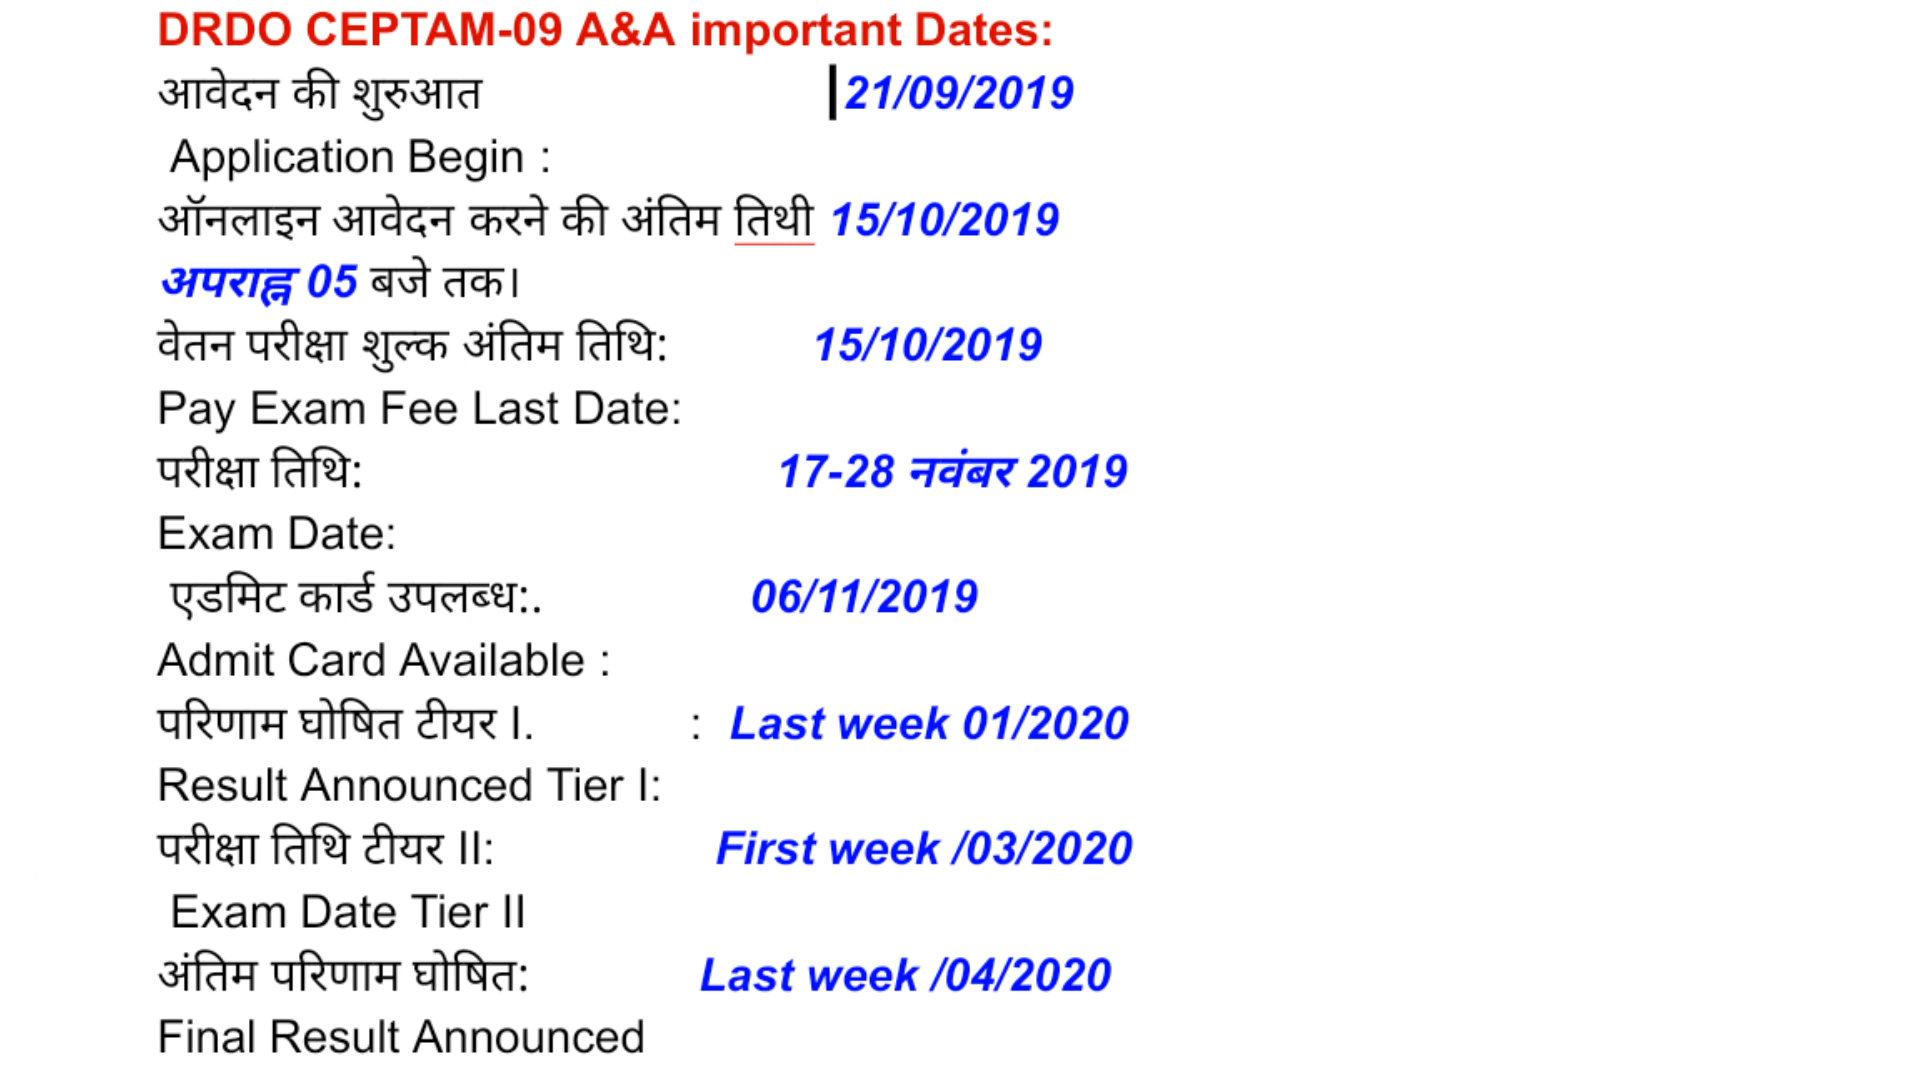 DRDO CEPTAM-09 A&A important Dates:
आवेदन की शुरुआत 21/09/2019
Application Begin :
ऑनलाइन आवेदन करने की अंतिम तिथी 15/10/2019
अपराह्न 05 बजे तक।
वेतन परीक्षा शुल्क अंतिम तिथि: 15/10/2019
Pay Exam Fee Last Date:
परीक्षा तिथि: 17-28 नवंबर 2019
Exam Date:
एडमिट कार्ड उपलब्ध:. 06/11/2019
Admit Card Available :
परिणाम घोषित टीयर I. : Last week 01/2020
Result Announced Tier I:
परीक्षा तिथि टीयर II: First week /03/2020
Exam Date Tier II
अंतिम परिणाम घोषित: Last week /04/2020
Final Result Announced